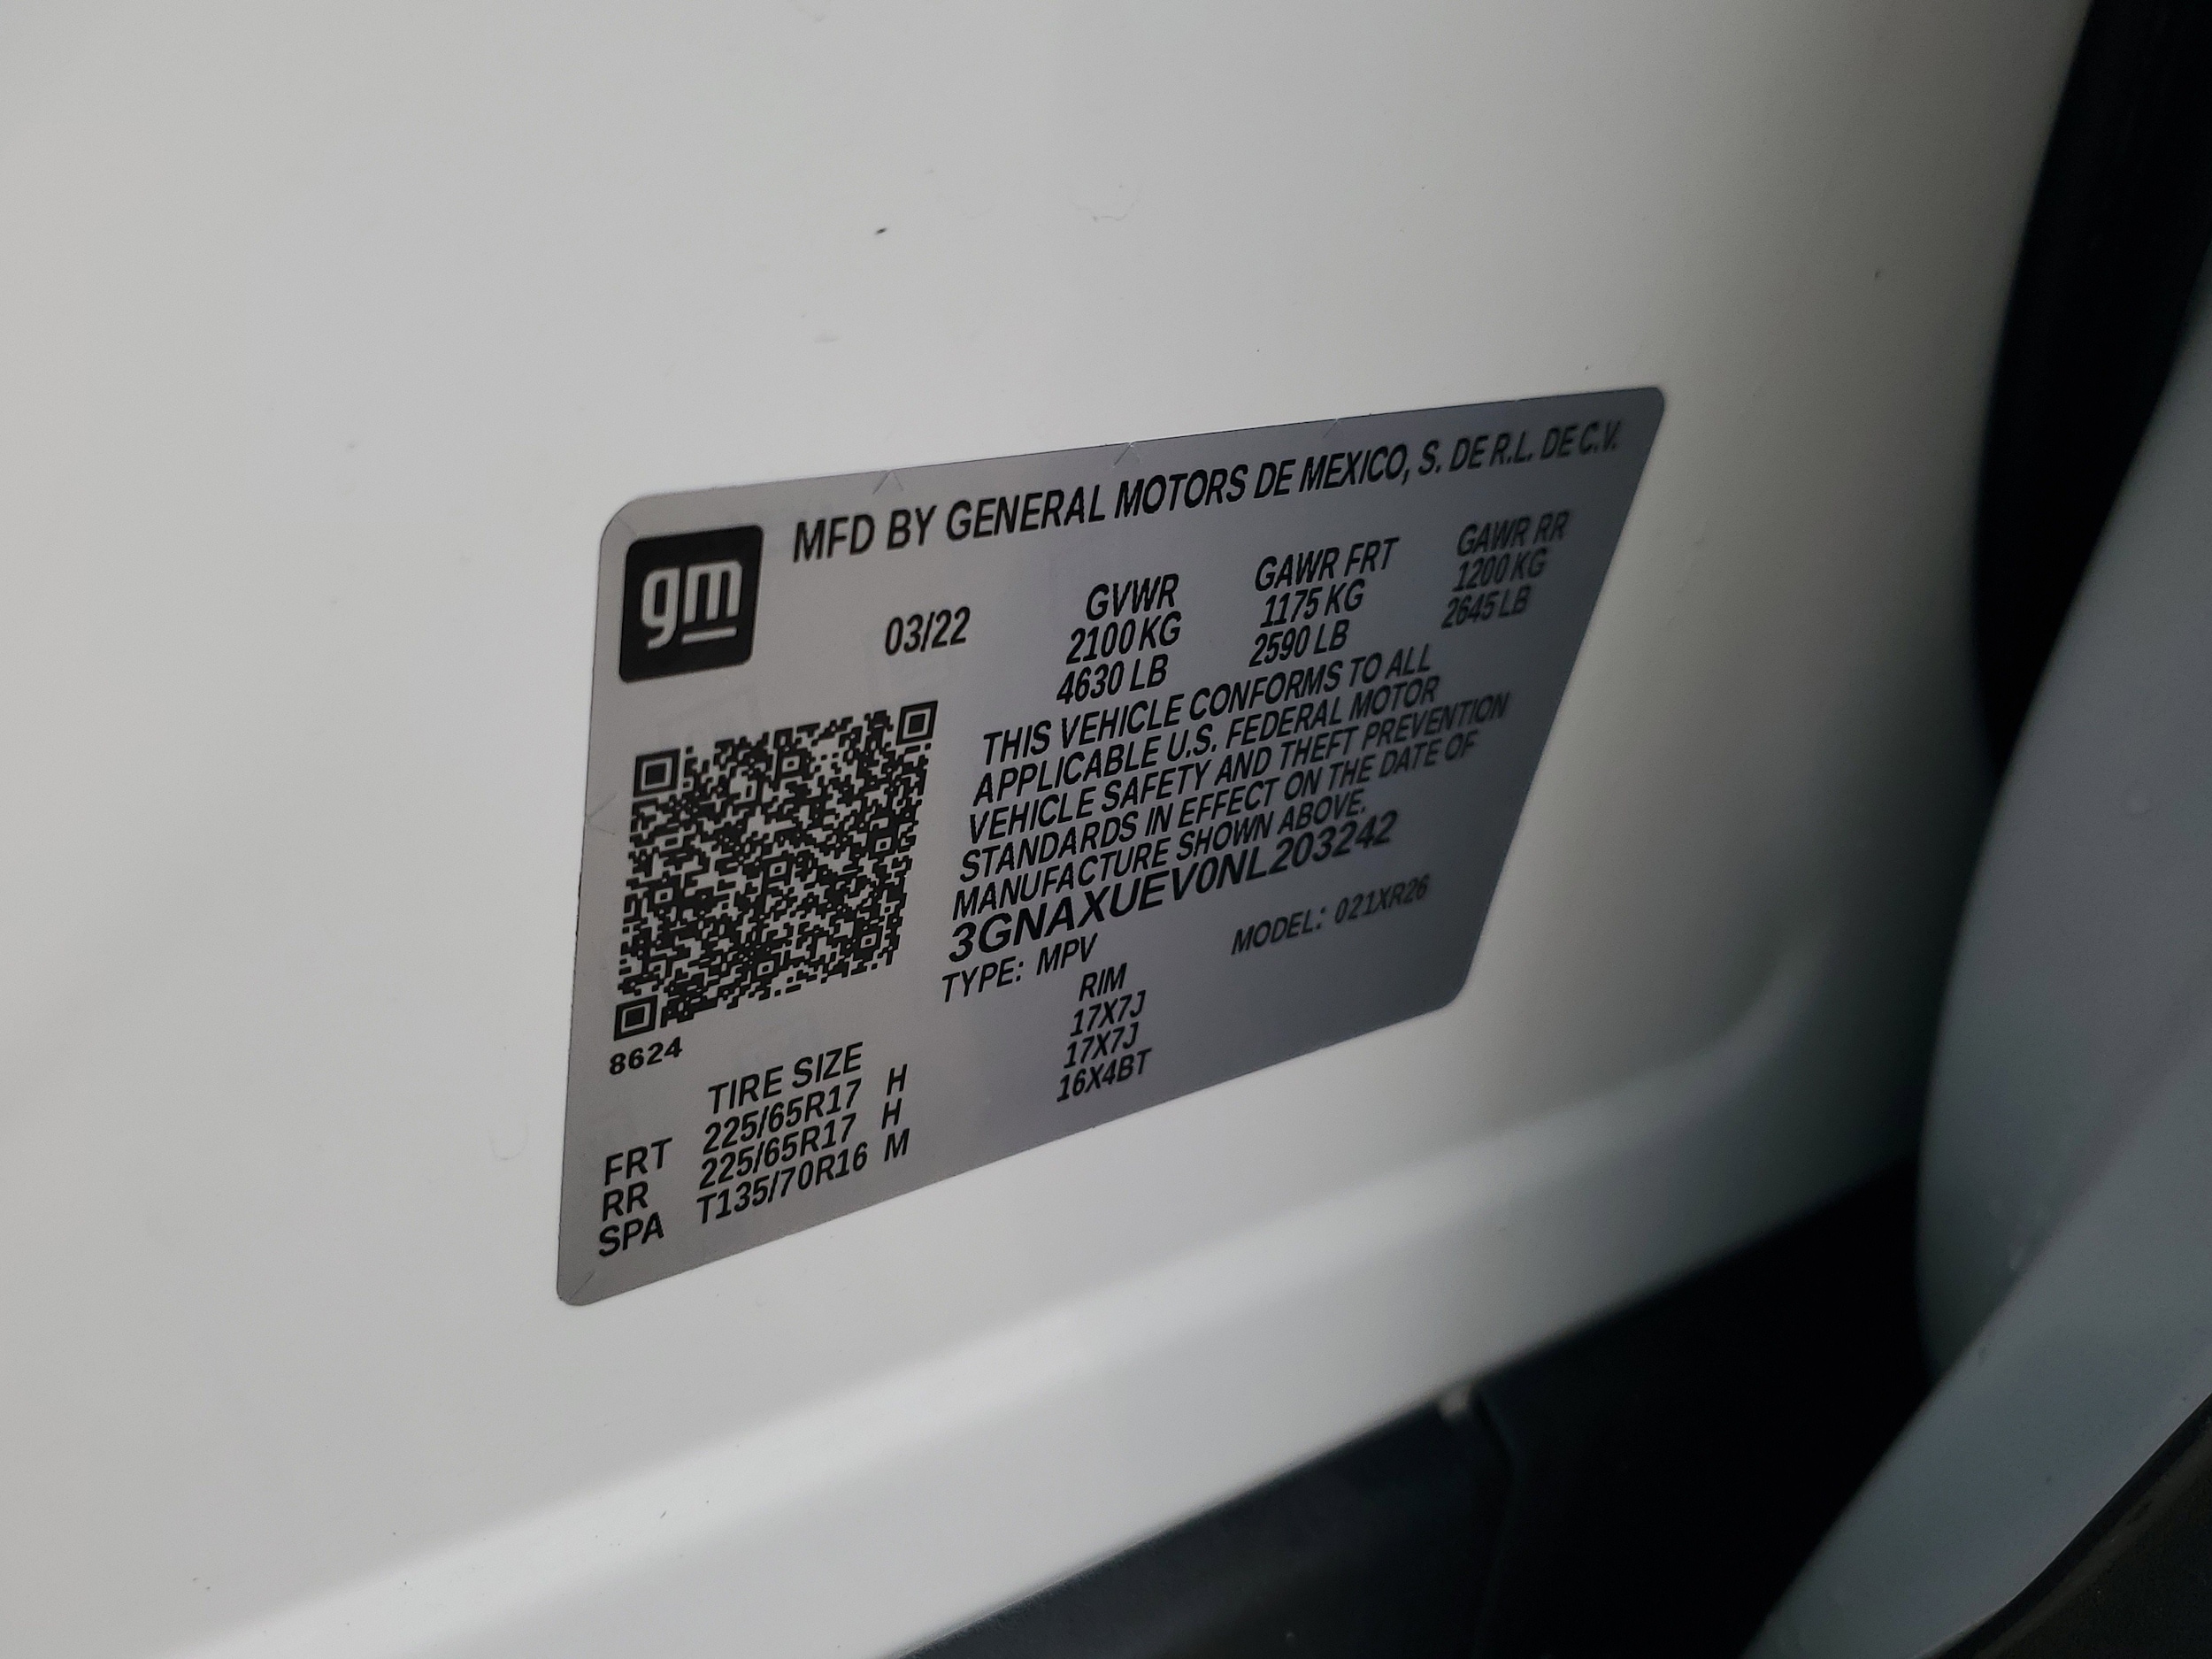 gm
MFD BY GENERAL MOTORS DE MEXICO, S. DE R.L. DE C.V.
03/22 GVWR GAWR FRT GAWR RR
2100 KG 1175 KG 1200 KG
4630 LB 2590 LB 2645 LB
THIS VEHICLE CONFORMS TO ALL
APPLICABLE U.S. FEDERAL MOTOR
VEHICLE SAFETY AND THEFT PREVENTION
STANDARDS IN EFFECT ON THE DATE OF
MANUFACTURE SHOWN ABOVE.
3GNAXUEV0NL203242
TYPE: MPV MODEL: 021XR26
8624
TIRE SIZE RIM
FRT 225/65R17 H 17X7J
RR 225/65R17 H 17X7J
SPA T135/70R16 M 16X4BT